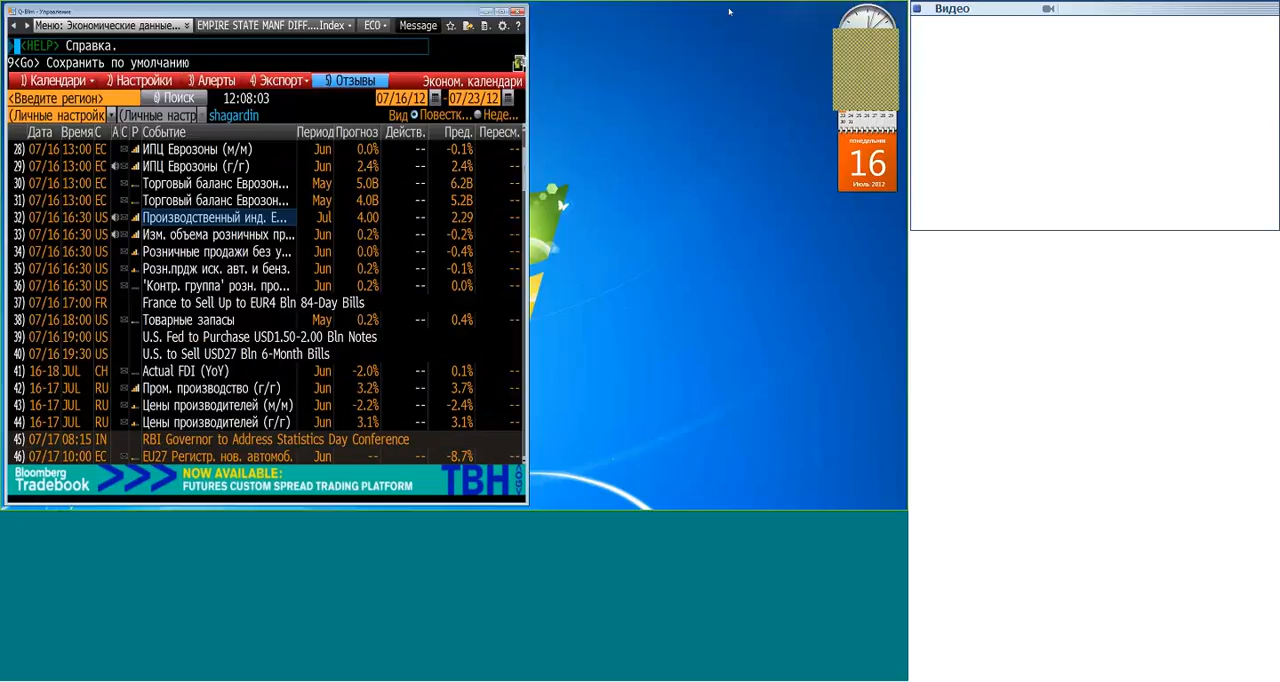 Q-Blm - Управление
Меню: Экономические данные... EMPIRE STATE MANF DIFF....Index ECO Message
<HELP> Справка.
9<Go> Сохранить по умолчанию
1) Календари 2) Настройки 3) Алерты 4) Экспорт 5) Отзывы Эконом. календари
<Введите регион> 6) Поиск 12:08:03 07/16/12 - 07/23/12
(Личные настройк (Личные настр shagardin Вид Повестк... Неде...
Дата Время С А С Р Событие Период Прогноз Действ. Пред. Пересм.
28) 07/16 13:00 EC ИПЦ Еврозоны (м/м) Jun 0.0% -- -0.1% --
29) 07/16 13:00 EC ИПЦ Еврозоны (г/г) Jun 2.4% -- 2.4% --
30) 07/16 13:00 EC Торговый баланс Еврозон... May 5.0B -- 6.2B --
31) 07/16 13:00 EC Торговый баланс Еврозон... May 4.0B -- 5.2B --
32) 07/16 16:30 US Производственный инд. Е... Jul 4.00 -- 2.29 --
33) 07/16 16:30 US Изм. объема розничных пр... Jun 0.2% -- -0.2% --
34) 07/16 16:30 US Розничные продажи без у... Jun 0.0% -- -0.4% --
35) 07/16 16:30 US Розн.прдж иск. авт. и бенз. Jun 0.2% -- -0.1% --
36) 07/16 16:30 US 'Контр. группа' розн. про... Jun 0.2% -- 0.0% --
37) 07/16 17:00 FR France to Sell Up to EUR4 Bln 84-Day Bills
38) 07/16 18:00 US Товарные запасы May 0.2% -- 0.4% --
39) 07/16 19:00 US U.S. Fed to Purchase USD1.50-2.00 Bln Notes
40) 07/16 19:30 US U.S. to Sell USD27 Bln 6-Month Bills
41) 16-18 JUL CH Actual FDI (YoY) Jun -2.0% -- 0.1% --
42) 16-17 JUL RU Пром. производство (г/г) Jun 3.2% -- 3.7% --
43) 16-17 JUL RU Цены производителей (м/м) Jun -2.2% -- -2.4% --
44) 16-17 JUL RU Цены производителей (г/г) Jun 3.1% -- 3.1% --
45) 07/17 08:15 IN RBI Governor to Address Statistics Day Conference
46) 07/17 10:00 EC EU27 Регистр. нов. автомоб. Jun -- -- -8.7% --
Bloomberg Tradebook >>> NOW AVAILABLE: TBH <GO>
FUTURES CUSTOM SPREAD TRADING PLATFORM
понедельник
16
Июль 2012
Видео